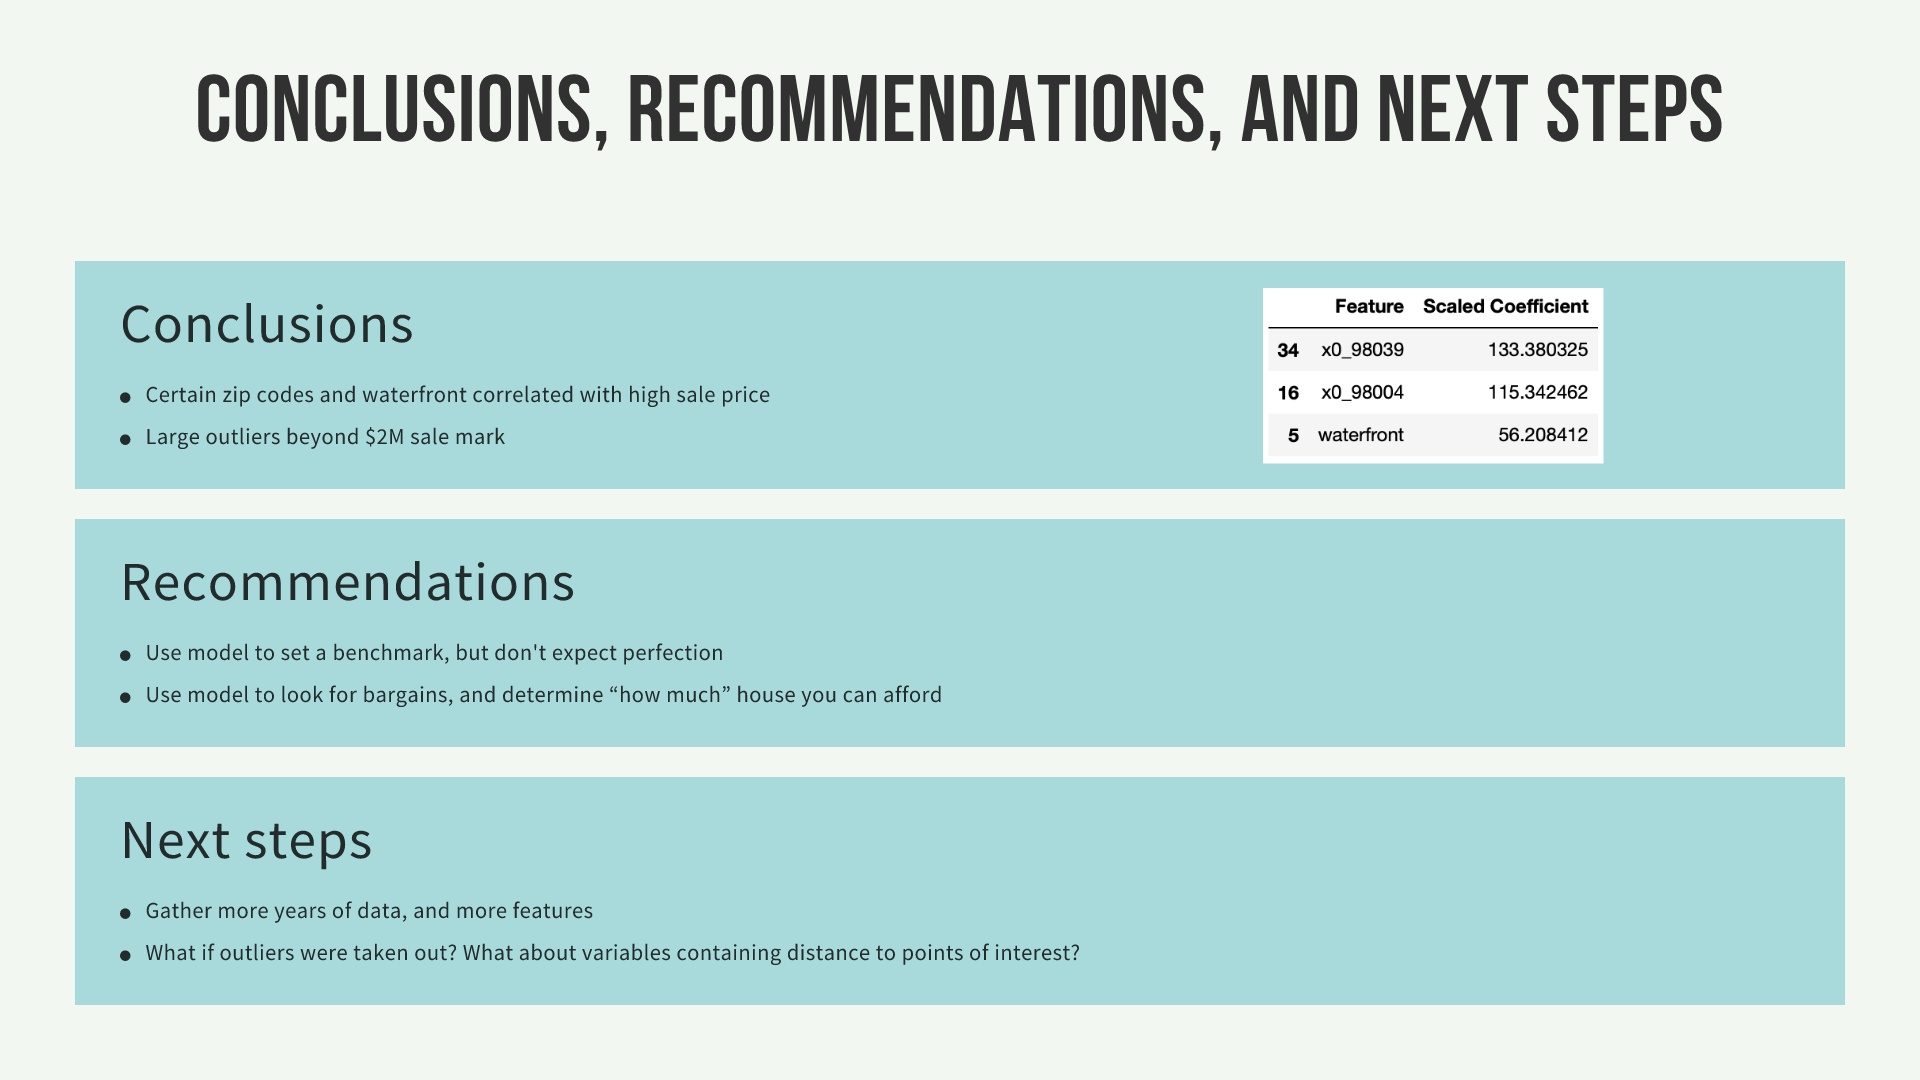 CONCLUSIONS, RECOMMENDATIONS, AND NEXT STEPS
Conclusions
● Certain zip codes and waterfront correlated with high sale price
● Large outliers beyond $2M sale mark
Feature Scaled Coefficient
34 x0_98039 133.380325
16 x0_98004 115.342462
5 waterfront 56.208412
Recommendations
● Use model to set a benchmark, but don't expect perfection
● Use model to look for bargains, and determine “how much” house you can afford
Next steps
● Gather more years of data, and more features
● What if outliers were taken out? What about variables containing distance to points of interest?